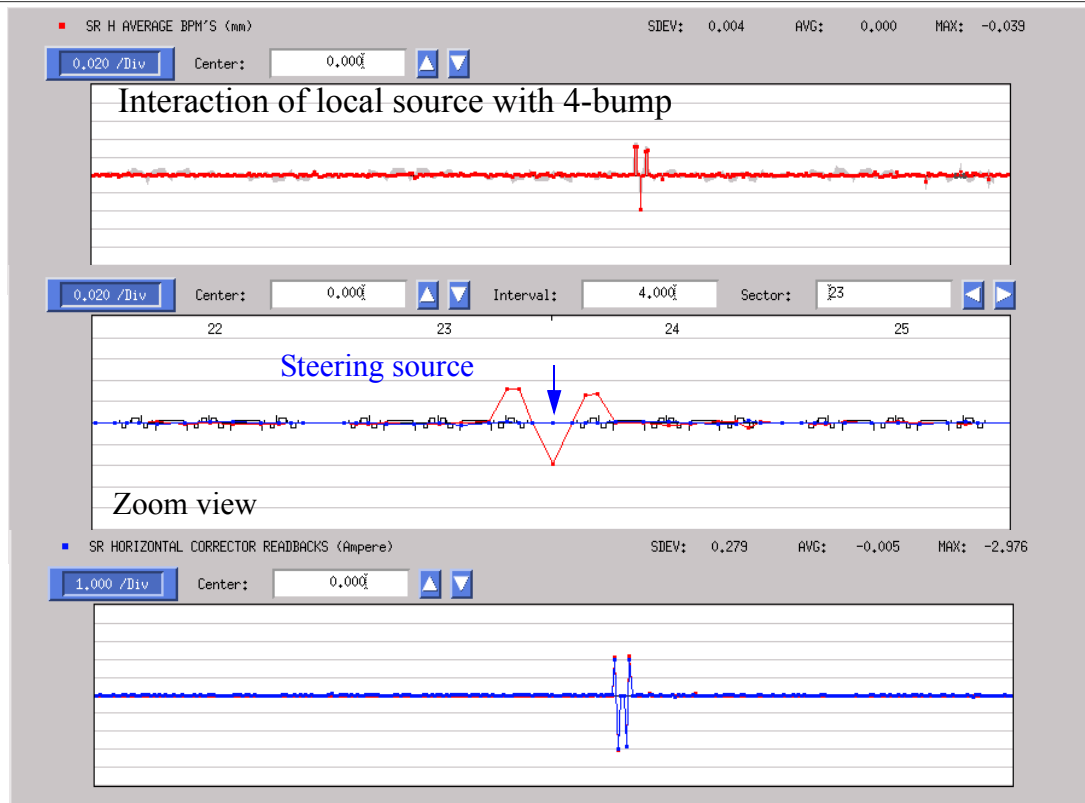 SR H AVERAGE BPM'S (mm) SDEV: 0.004 AVG: 0.000 MAX: -0.039
0.020 /Div Center: 0.000
Interaction of local source with 4-bump
0.020 /Div Center: 0.000 Interval: 4.000 Sector: 23
22 23 24 25
Steering source
Zoom view
SR HORIZONTAL CORRECTOR READBACKS (Ampere) SDEV: 0.279 AVG: -0.005 MAX: -2.976
1.000 /Div Center: 0.000